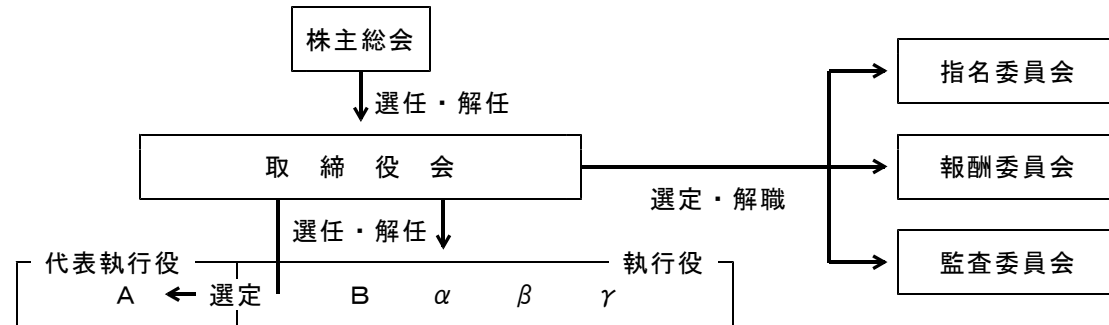 株主総会
指名委員会
選任・解任
取締役会
報酬委員会
選定・解職
選任・解任
代表執行役
執行役
監査委員会
A
選定
B
α
β
γ